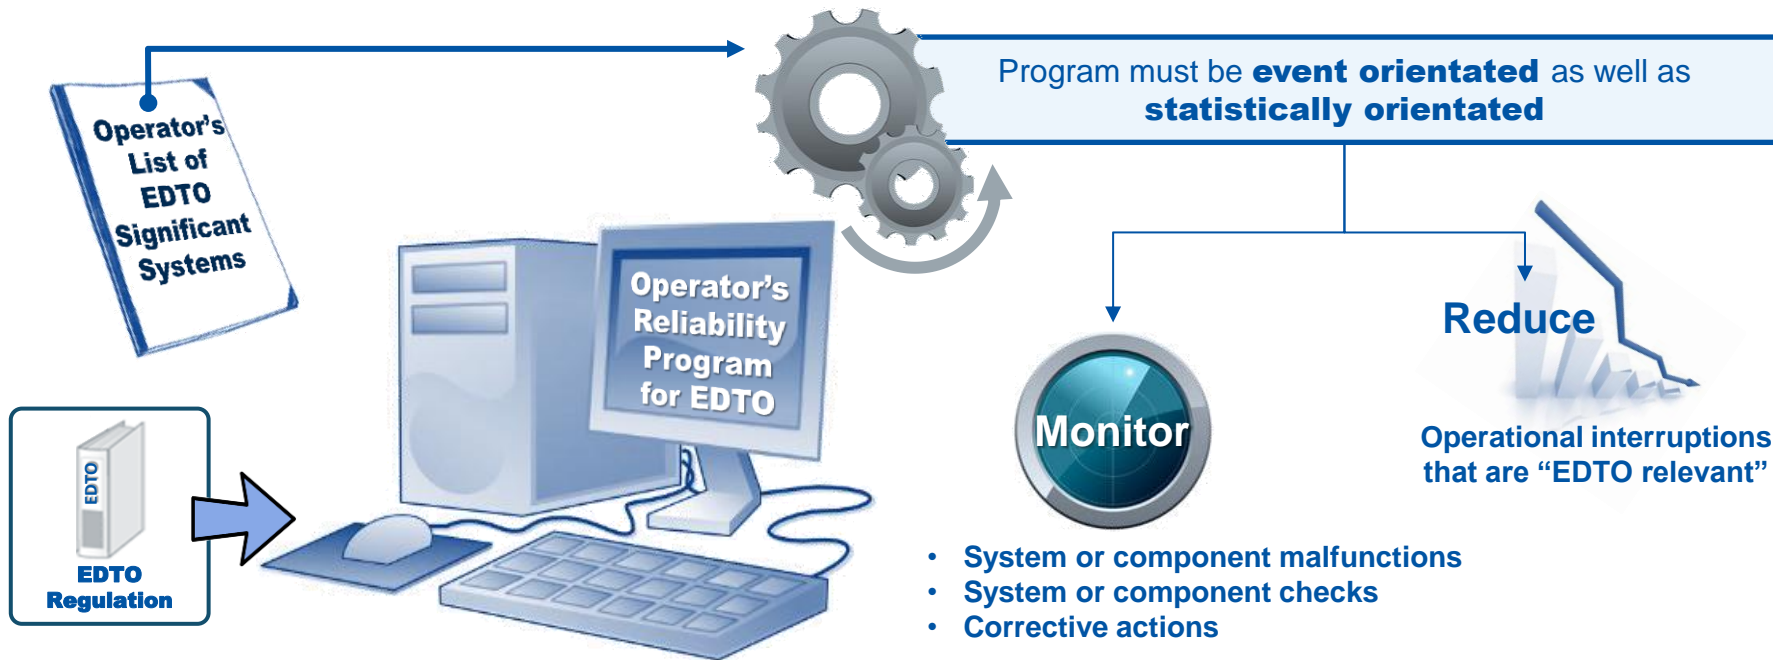 Operator's
List of
EDTO
Significant
Systems
Program must be event orientated as well as
statistically orientated
Operator's
Reliability
Program
for EDTO
EDTO
EDTO
Regulation
Monitor
• System or component malfunctions
• System or component checks
• Corrective actions
Reduce
Operational interruptions
that are “EDTO relevant”